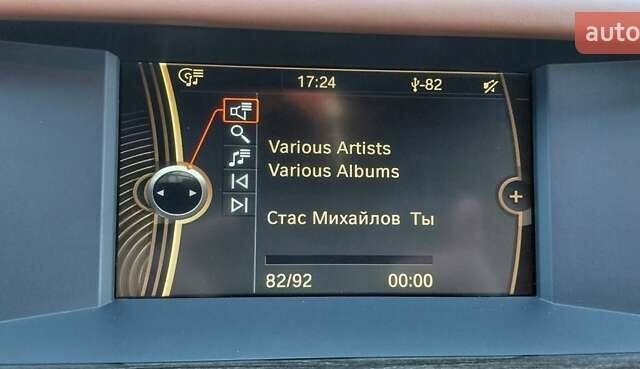 auto
17:24
-82
Various Artists
Various Albums
Стас Михайлов Ты
82/92
00:00